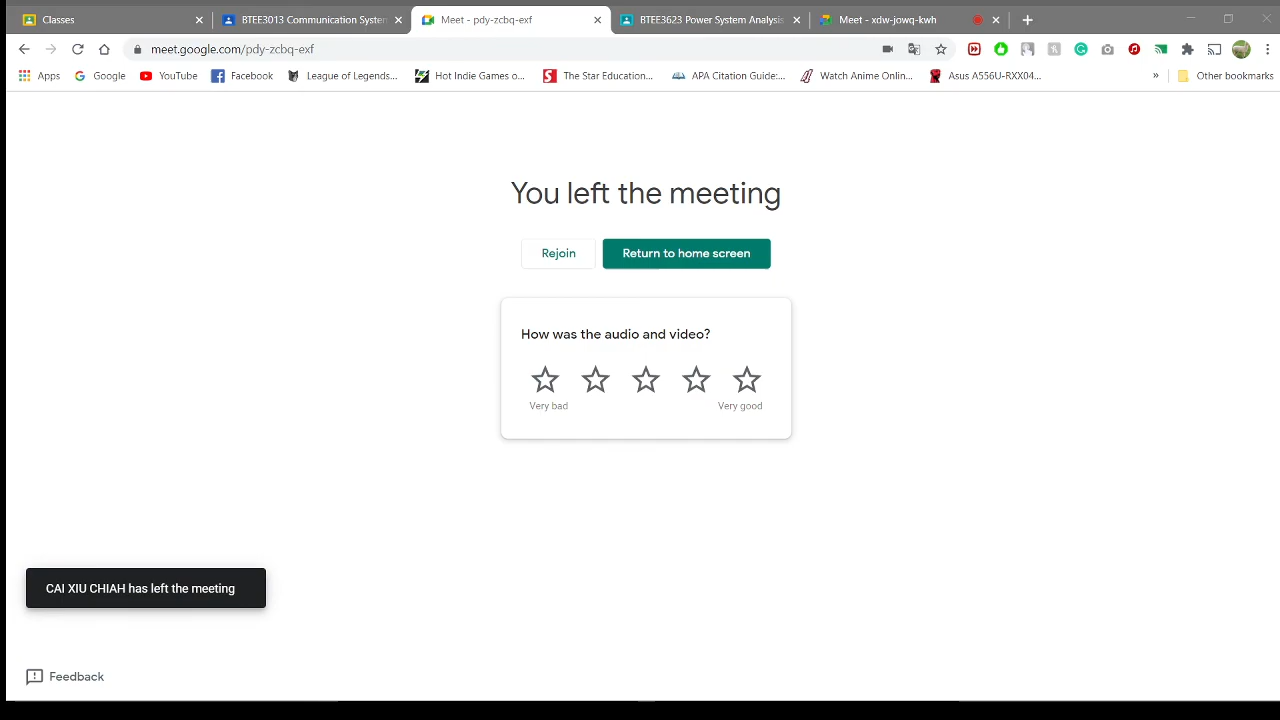 Classes
BTEE3013 Communication System
Meet - pdy-zcbq-exf
BTEE3623 Power System Analysis
Meet - xdw-jowq-kwh
meet.google.com/pdy-zcbq-exf
Apps
Google
YouTube
Facebook
League of Legends...
Hot Indie Games o...
The Star Education...
APA Citation Guide:...
Watch Anime Onlin...
Asus A556U-RXX04...
»
Other bookmarks
You left the meeting
Rejoin
Return to home screen
How was the audio and video?
Very bad
Very good
CAI XIU CHIAH has left the meeting
Feedback